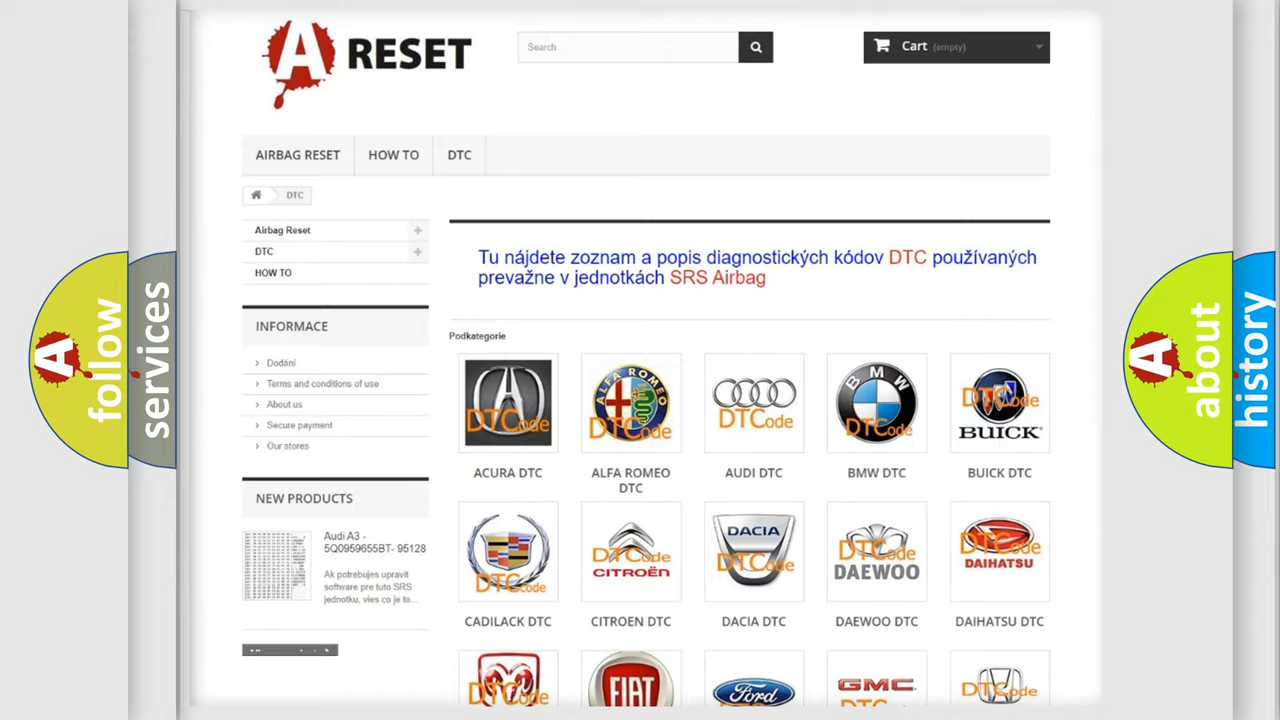 A RESET
Search
Cart (empty)
AIRBAG RESET
HOW TO
DTC
DTC
Airbag Reset
DTC
HOW TO
Tu nájdete zoznam a popis diagnostických kódov DTC používaných
prevažne v jednotkách SRS Airbag
INFORMACE
Dodání
Terms and conditions of use
About us
Secure payment
Our stores
NEW PRODUCTS
Audi A3 -
5Q0959655BT- 95128
Ak potrebujes upravit
software pre tuto SRS
jednotku, vies co je to...
Podkategorie
DTCode
ALFA ROMEO
DTCode
DTCode
BMW
DTCode
DTCode
BUICK
ACURA DTC
ALFA ROMEO
DTC
AUDI DTC
BMW DTC
BUICK DTC
DTCode
DTCode
CITROËN
DACIA
DTCode
DTCode
DAEWOO
DTCode
DAIHATSU
CADILACK DTC
CITROEN DTC
DACIA DTC
DAEWOO DTC
DAIHATSU DTC
DTCode
FIAT
Ford
GMC
DTCode
A follow
services
A about
history